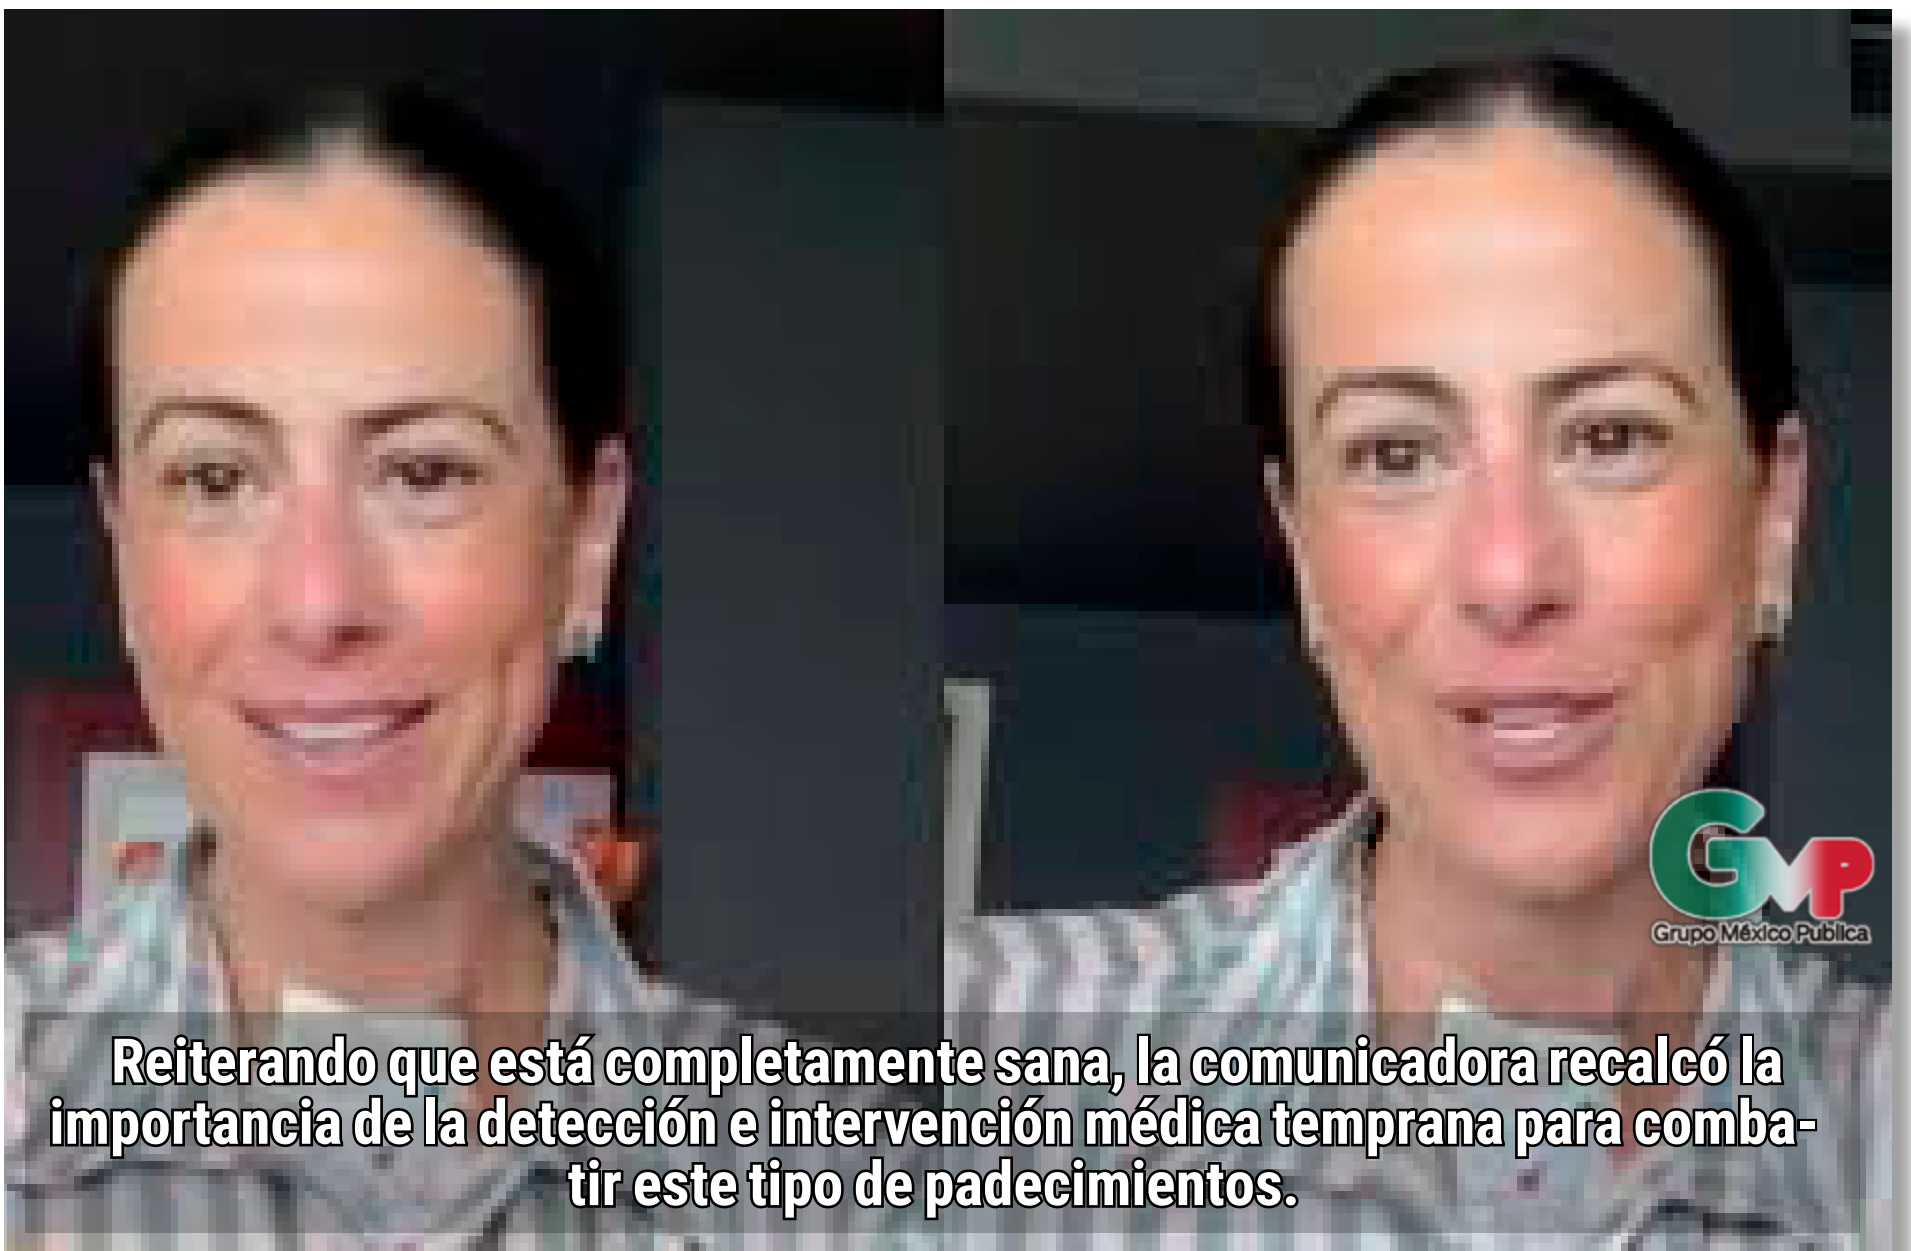 GMP
Grupo México Publica
Reiterando que está completamente sana, la comunicadora recalcó la
importancia de la detección e intervención médica temprana para comba-
tir este tipo de padecimientos.